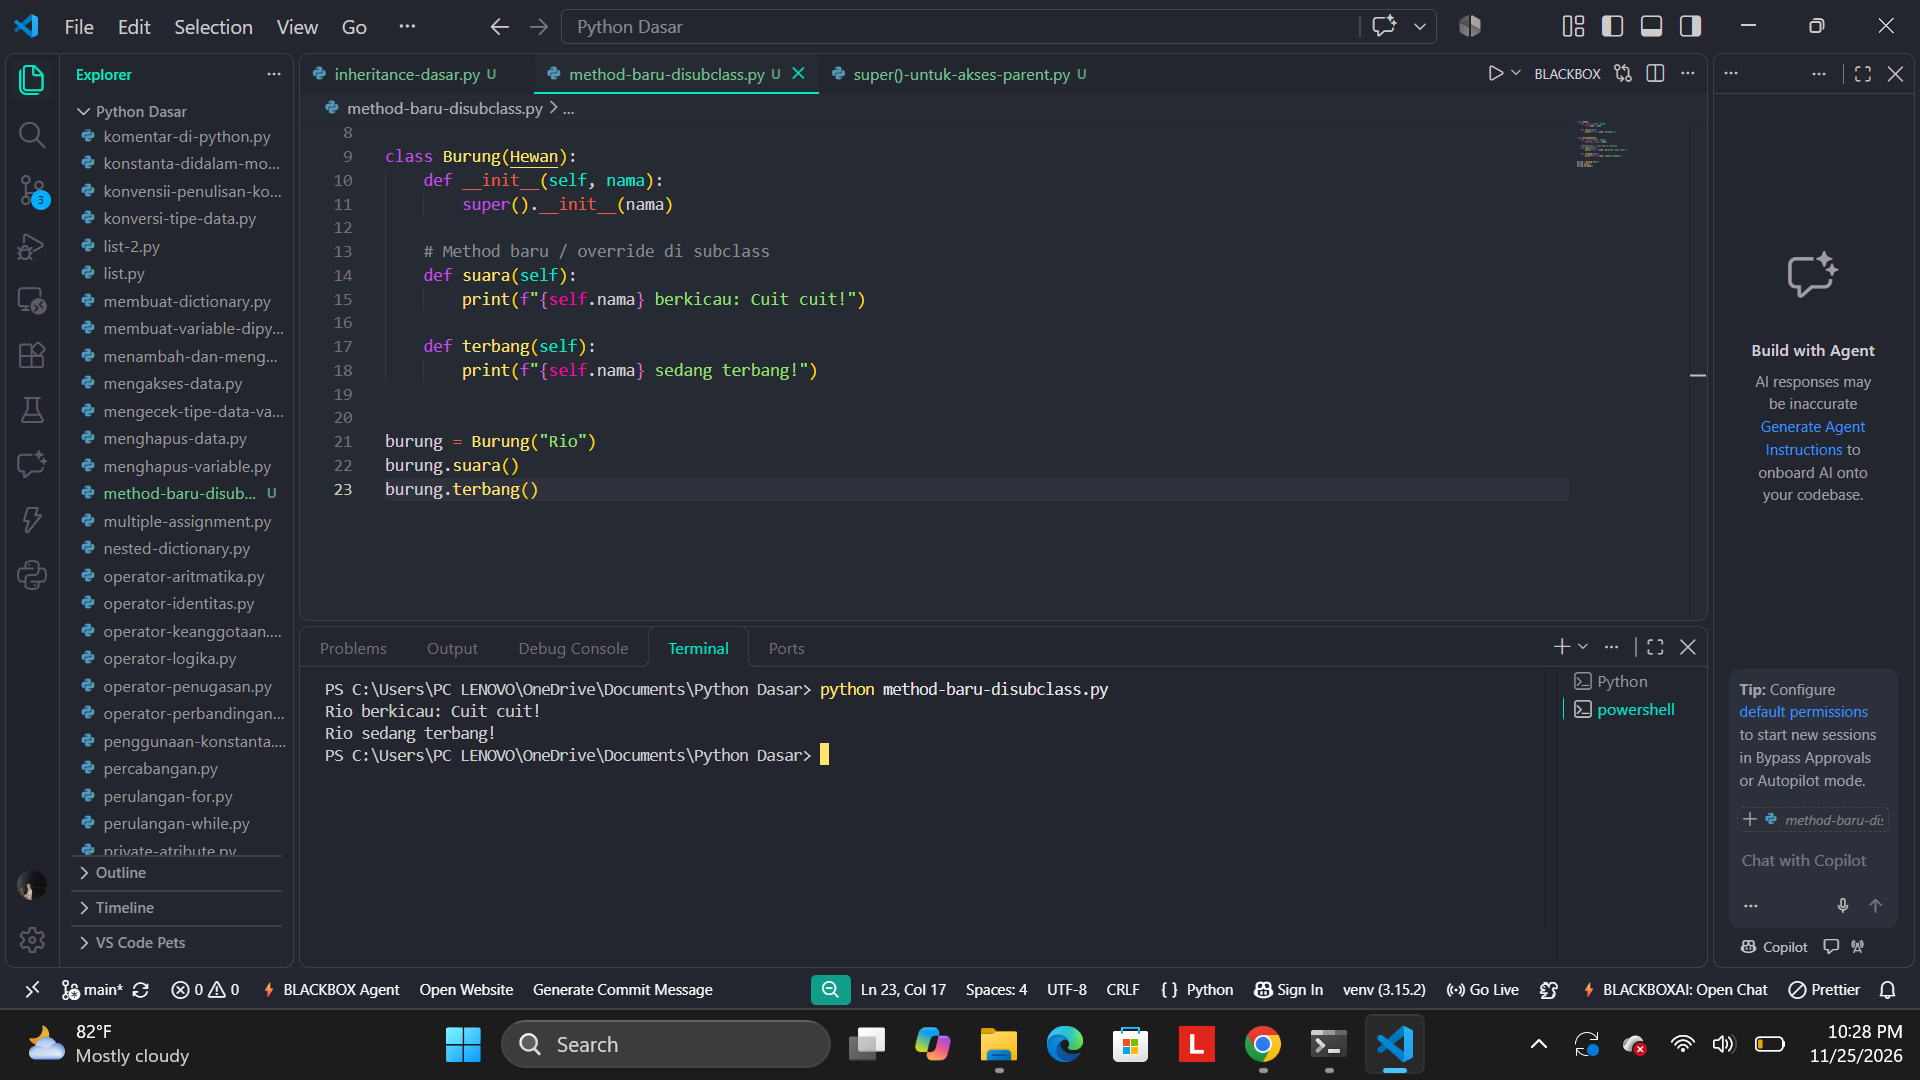 File Edit Selection View Go ···
Python Dasar
Explorer ···
Python Dasar
komentar-di-python.py
konstanta-didalam-mo...
konvensii-penulisan-ko...
konversi-tipe-data.py
list-2.py
list.py
membuat-dictionary.py
membuat-variable-dipy...
menambah-dan-meng...
mengakses-data.py
mengecek-tipe-data-va...
menghapus-data.py
menghapus-variable.py
method-baru-disub... U
multiple-assignment.py
nested-dictionary.py
operator-aritmatika.py
operator-identitas.py
operator-keanggotaan....
operator-logika.py
operator-penugasan.py
operator-perbandingan...
penggunaan-konstanta....
percabangan.py
perulangan-for.py
perulangan-while.py
private-atribute.py
Outline
Timeline
VS Code Pets
3
inheritance-dasar.py U method-baru-disubclass.py U super()-untuk-akses-parent.py U
BLACKBOX
method-baru-disubclass.py > ...
8
9 class Burung(Hewan):
10 def __init__(self, nama):
11 super().__init__(nama)
12
13 # Method baru / override di subclass
14 def suara(self):
15 print(f"{self.nama} berkicau: Cuit cuit!")
16
17 def terbang(self):
18 print(f"{self.nama} sedang terbang!")
19
20
21 burung = Burung("Rio")
22 burung.suara()
23 burung.terbang()
Problems Output Debug Console Terminal Ports
PS C:\Users\PC LENOVO\OneDrive\Documents\Python Dasar> python method-baru-disubclass.py
Rio berkicau: Cuit cuit!
Rio sedang terbang!
PS C:\Users\PC LENOVO\OneDrive\Documents\Python Dasar>
Python
powershell
Build with Agent
AI responses may
be inaccurate
Generate Agent
Instructions to
onboard AI onto
your codebase.
Tip: Configure
default permissions
to start new sessions
in Bypass Approvals
or Autopilot mode.
method-baru-dis
Chat with Copilot
Copilot
main* 0 0 BLACKBOX Agent Open Website Generate Commit Message Ln 23, Col 17 Spaces: 4 UTF-8 CRLF {} Python Sign In venv (3.15.2) Go Live BLACKBOXAI: Open Chat Prettier
82°F
Mostly cloudy
Search
L
10:28 PM
11/25/2026